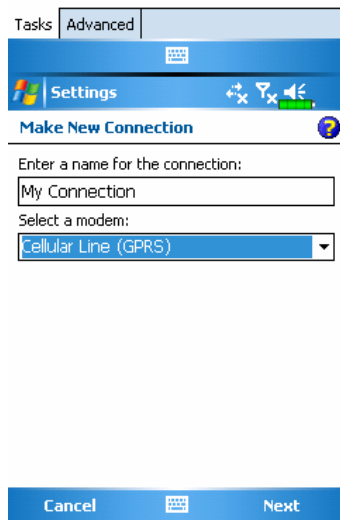 Tasks Advanced
Settings
Make New Connection
Enter a name for the connection:
My Connection
Select a modem:
Cellular Line (GPRS)
Cancel Next